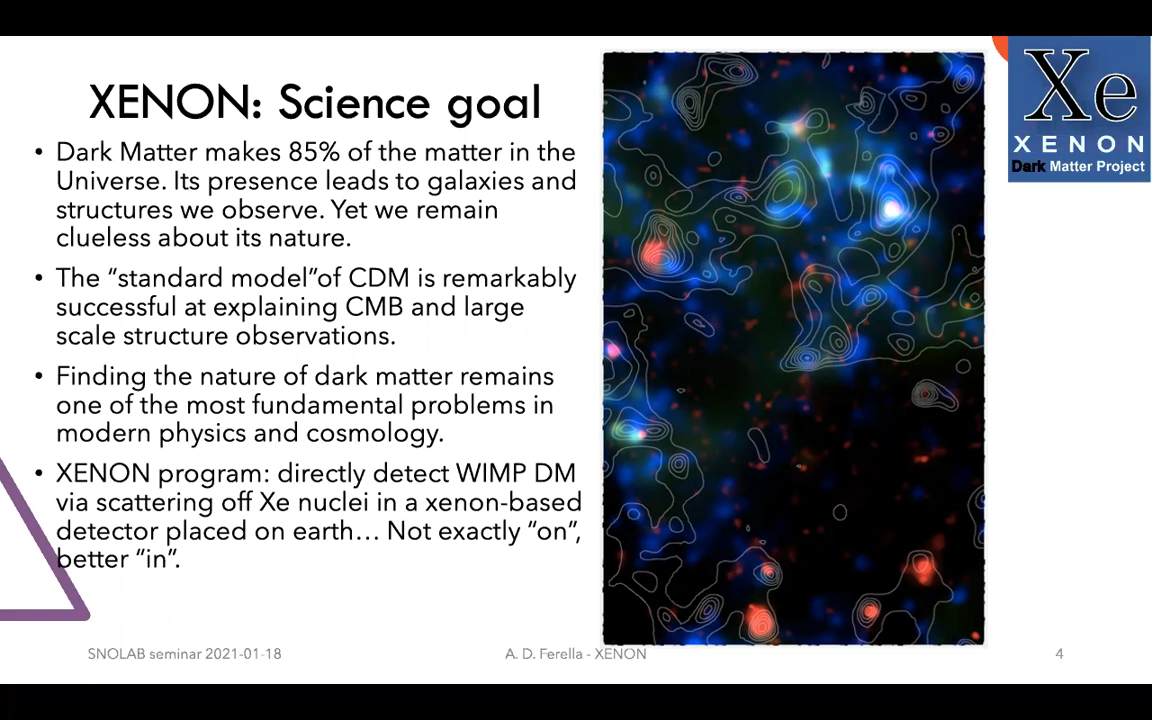 XENON: Science goal
• Dark Matter makes 85% of the matter in the
Universe. Its presence leads to galaxies and
structures we observe. Yet we remain
clueless about its nature.
• The “standard model”of CDM is remarkably
successful at explaining CMB and large
scale structure observations.
• Finding the nature of dark matter remains
one of the most fundamental problems in
modern physics and cosmology.
• XENON program: directly detect WIMP DM
via scattering off Xe nuclei in a xenon-based
detector placed on earth… Not exactly “on”,
better “in”.
Xe
XENON
Dark Matter Project
SNOLAB seminar 2021-01-18
A. D. Ferella - XENON
4